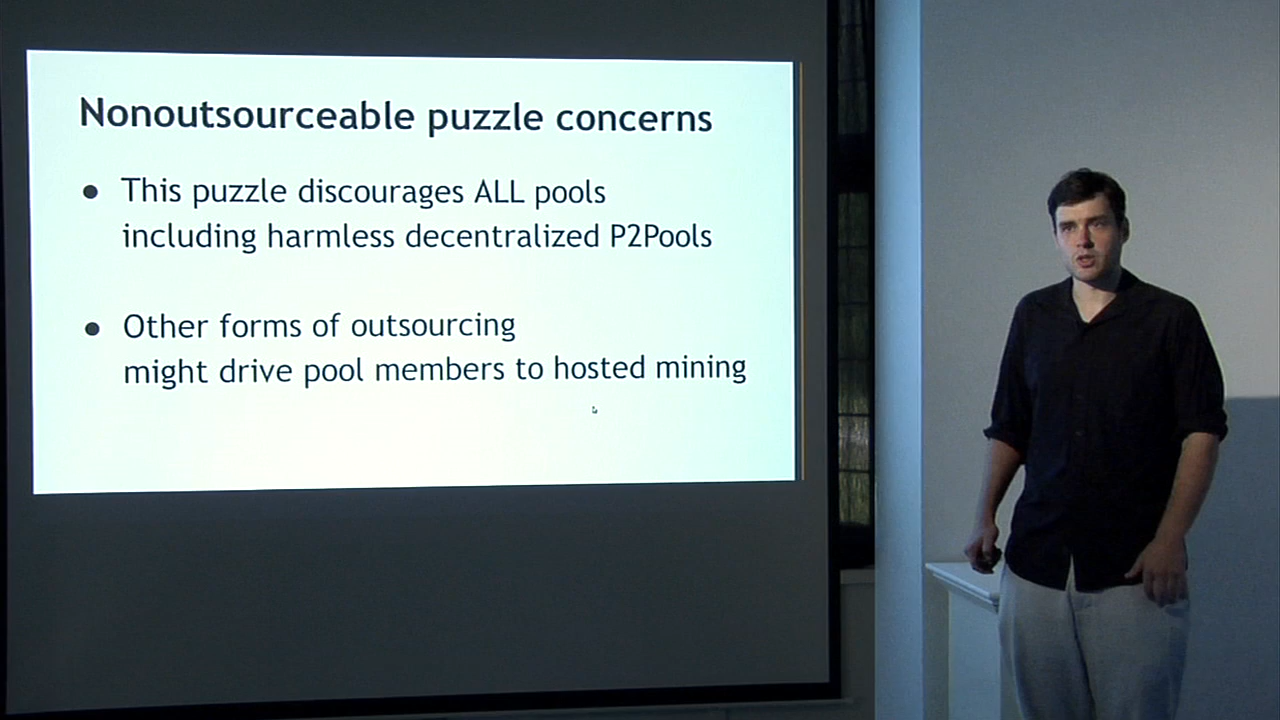 Nonoutsourceable puzzle concerns
● This puzzle discourages ALL pools
including harmless decentralized P2Pools
● Other forms of outsourcing
might drive pool members to hosted mining